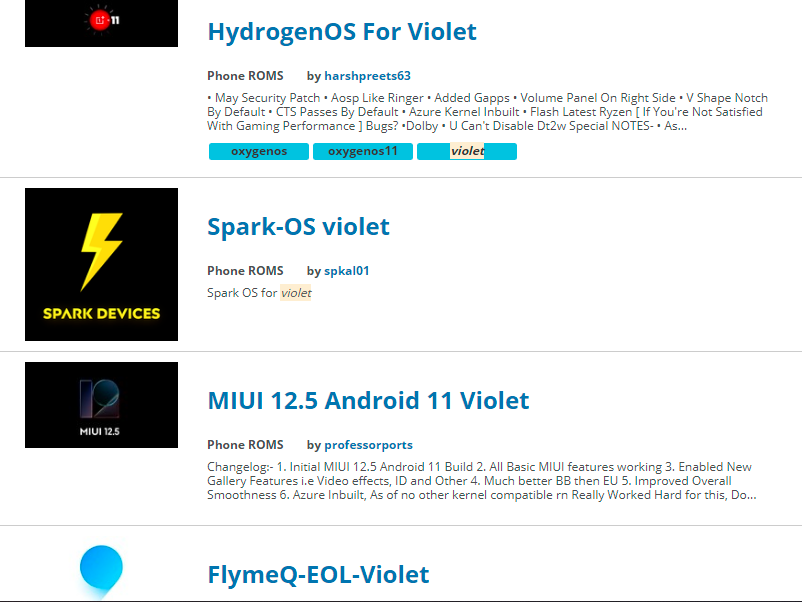 11
HydrogenOS For Violet
Phone ROMS by harshpreets63
• May Security Patch • Aosp Like Ringer • Added Gapps • Volume Panel On Right Side • V Shape Notch
By Default • CTS Passes By Default • Azure Kernel Inbuilt • Flash Latest Ryzen [ If You're Not Satisfied
With Gaming Performance ] Bugs? •Dolby • U Can't Disable Dt2w Special NOTES- • As...
oxygenos oxygenos11 violet
Spark-OS violet
Phone ROMS by spkal01
Spark OS for violet
SPARK DEVICES
MIUI 12.5 Android 11 Violet
12
MIUI 12.5
Phone ROMS by professorports
Changelog:- 1. Initial MIUI 12.5 Android 11 Build 2. All Basic MIUI features working 3. Enabled New
Gallery Features i.e Video effects, ID and Other 4. Much better BB then EU 5. Improved Overall
Smoothness 6. Azure Inbuilt, As of no other kernel compatible rn Really Worked Hard for this, Do...
FlymeQ-EOL-Violet